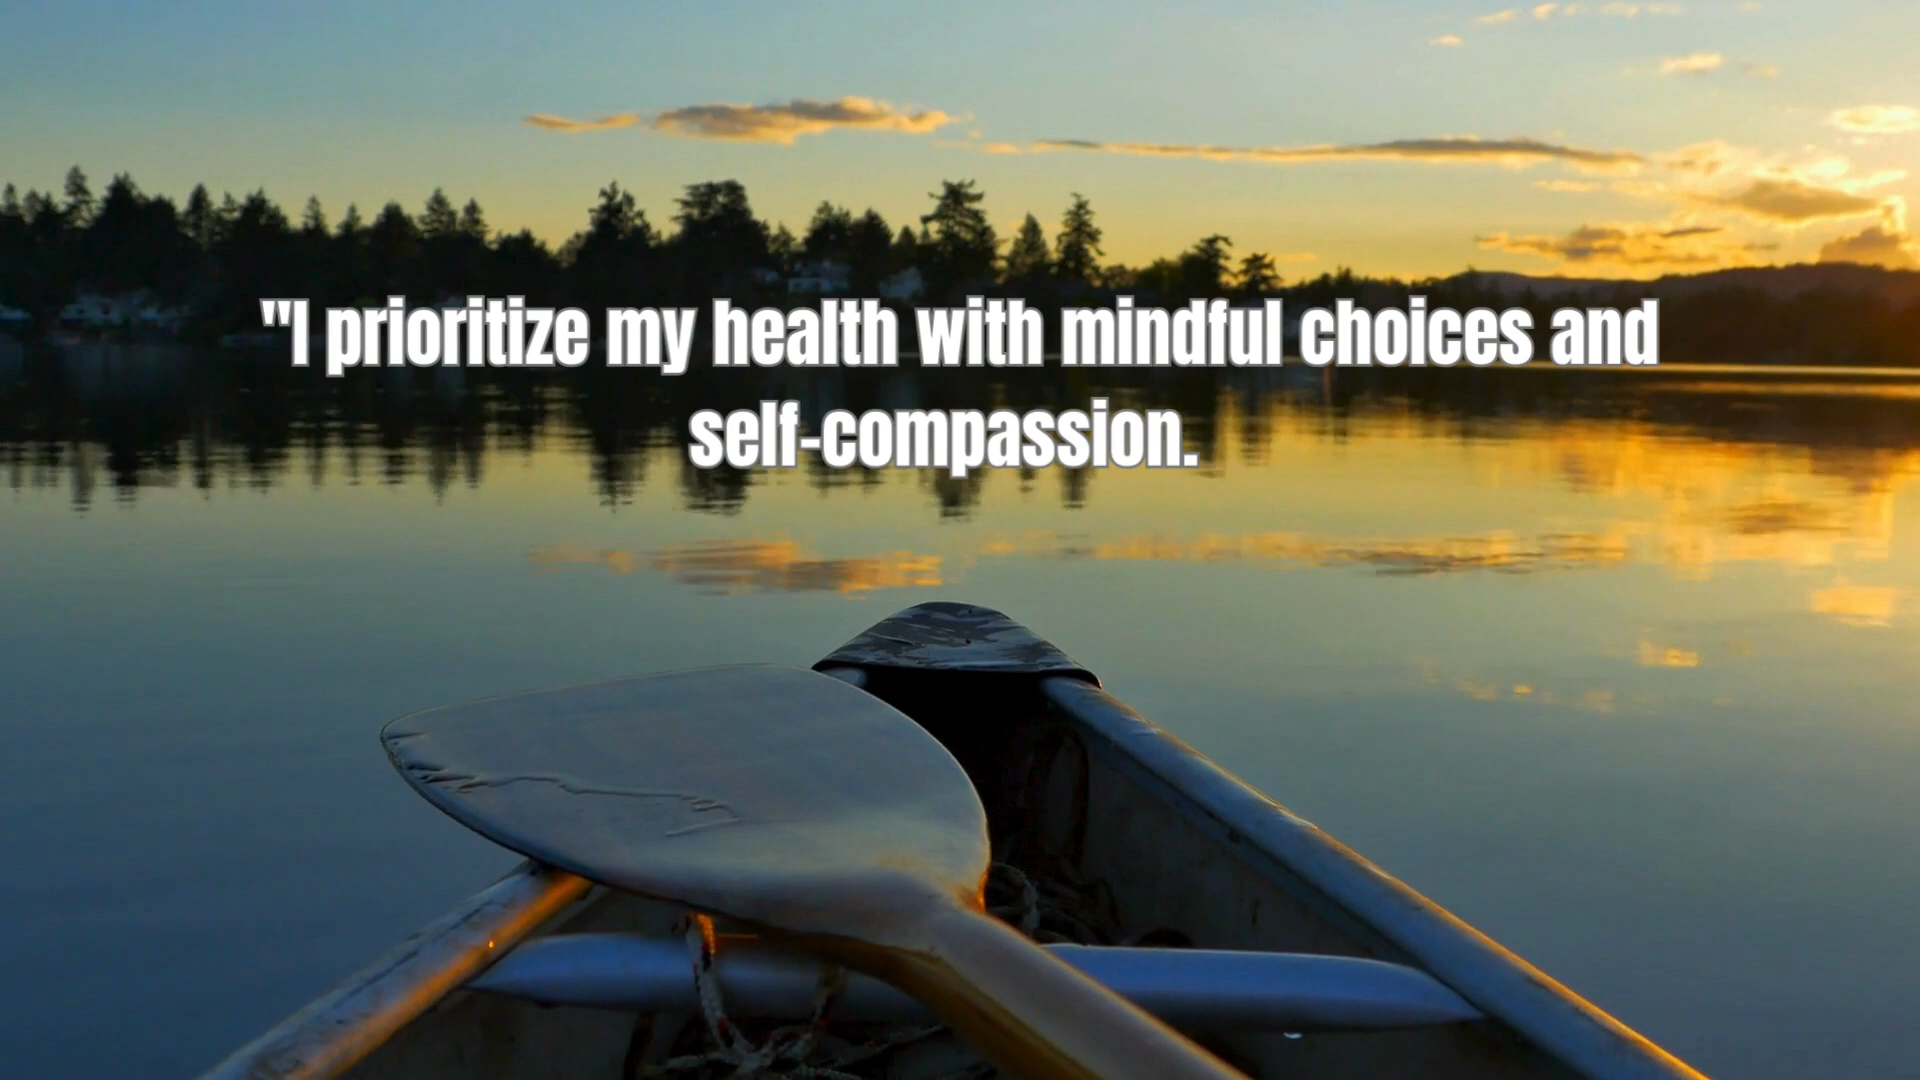 "I prioritize my health with mindful choices and
self-compassion.